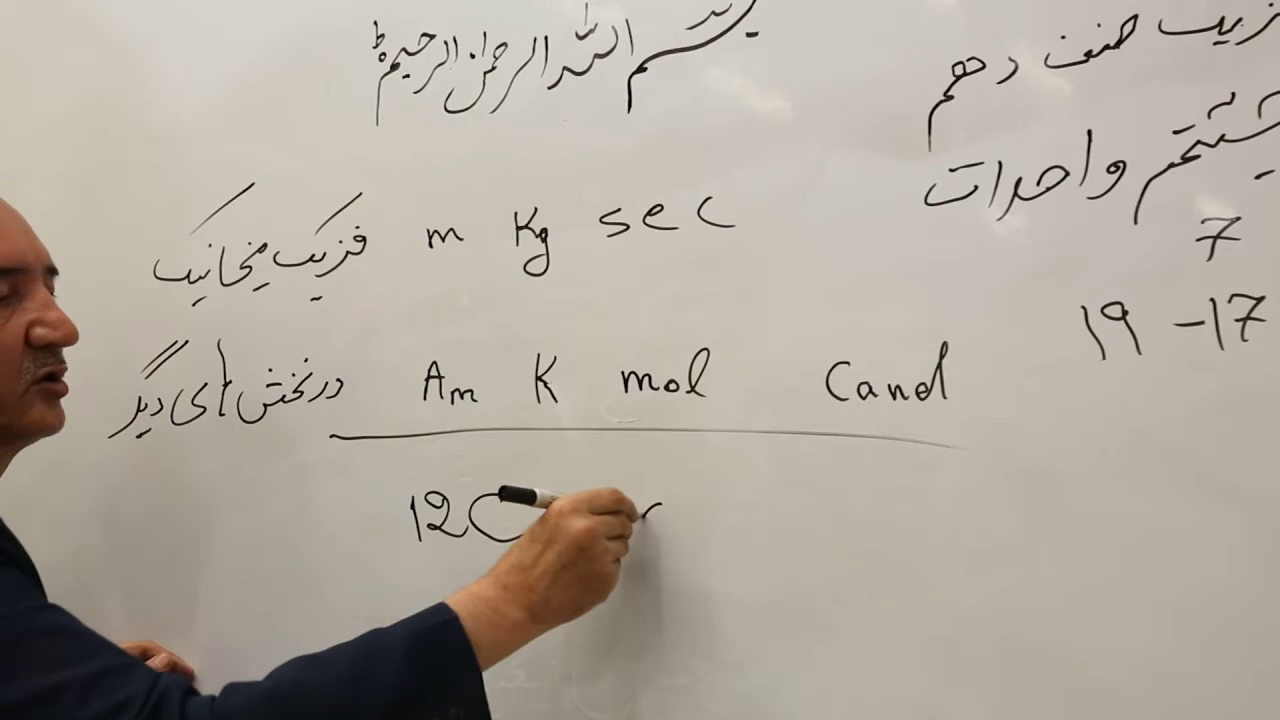 بسم الله الرحمن الرحیم
فزیک صنف دهم
سیستم واحدات
7
19 - 17
فزیک میخانیک m Kg sec
در بخش های دیگر Am K mol Cand
12